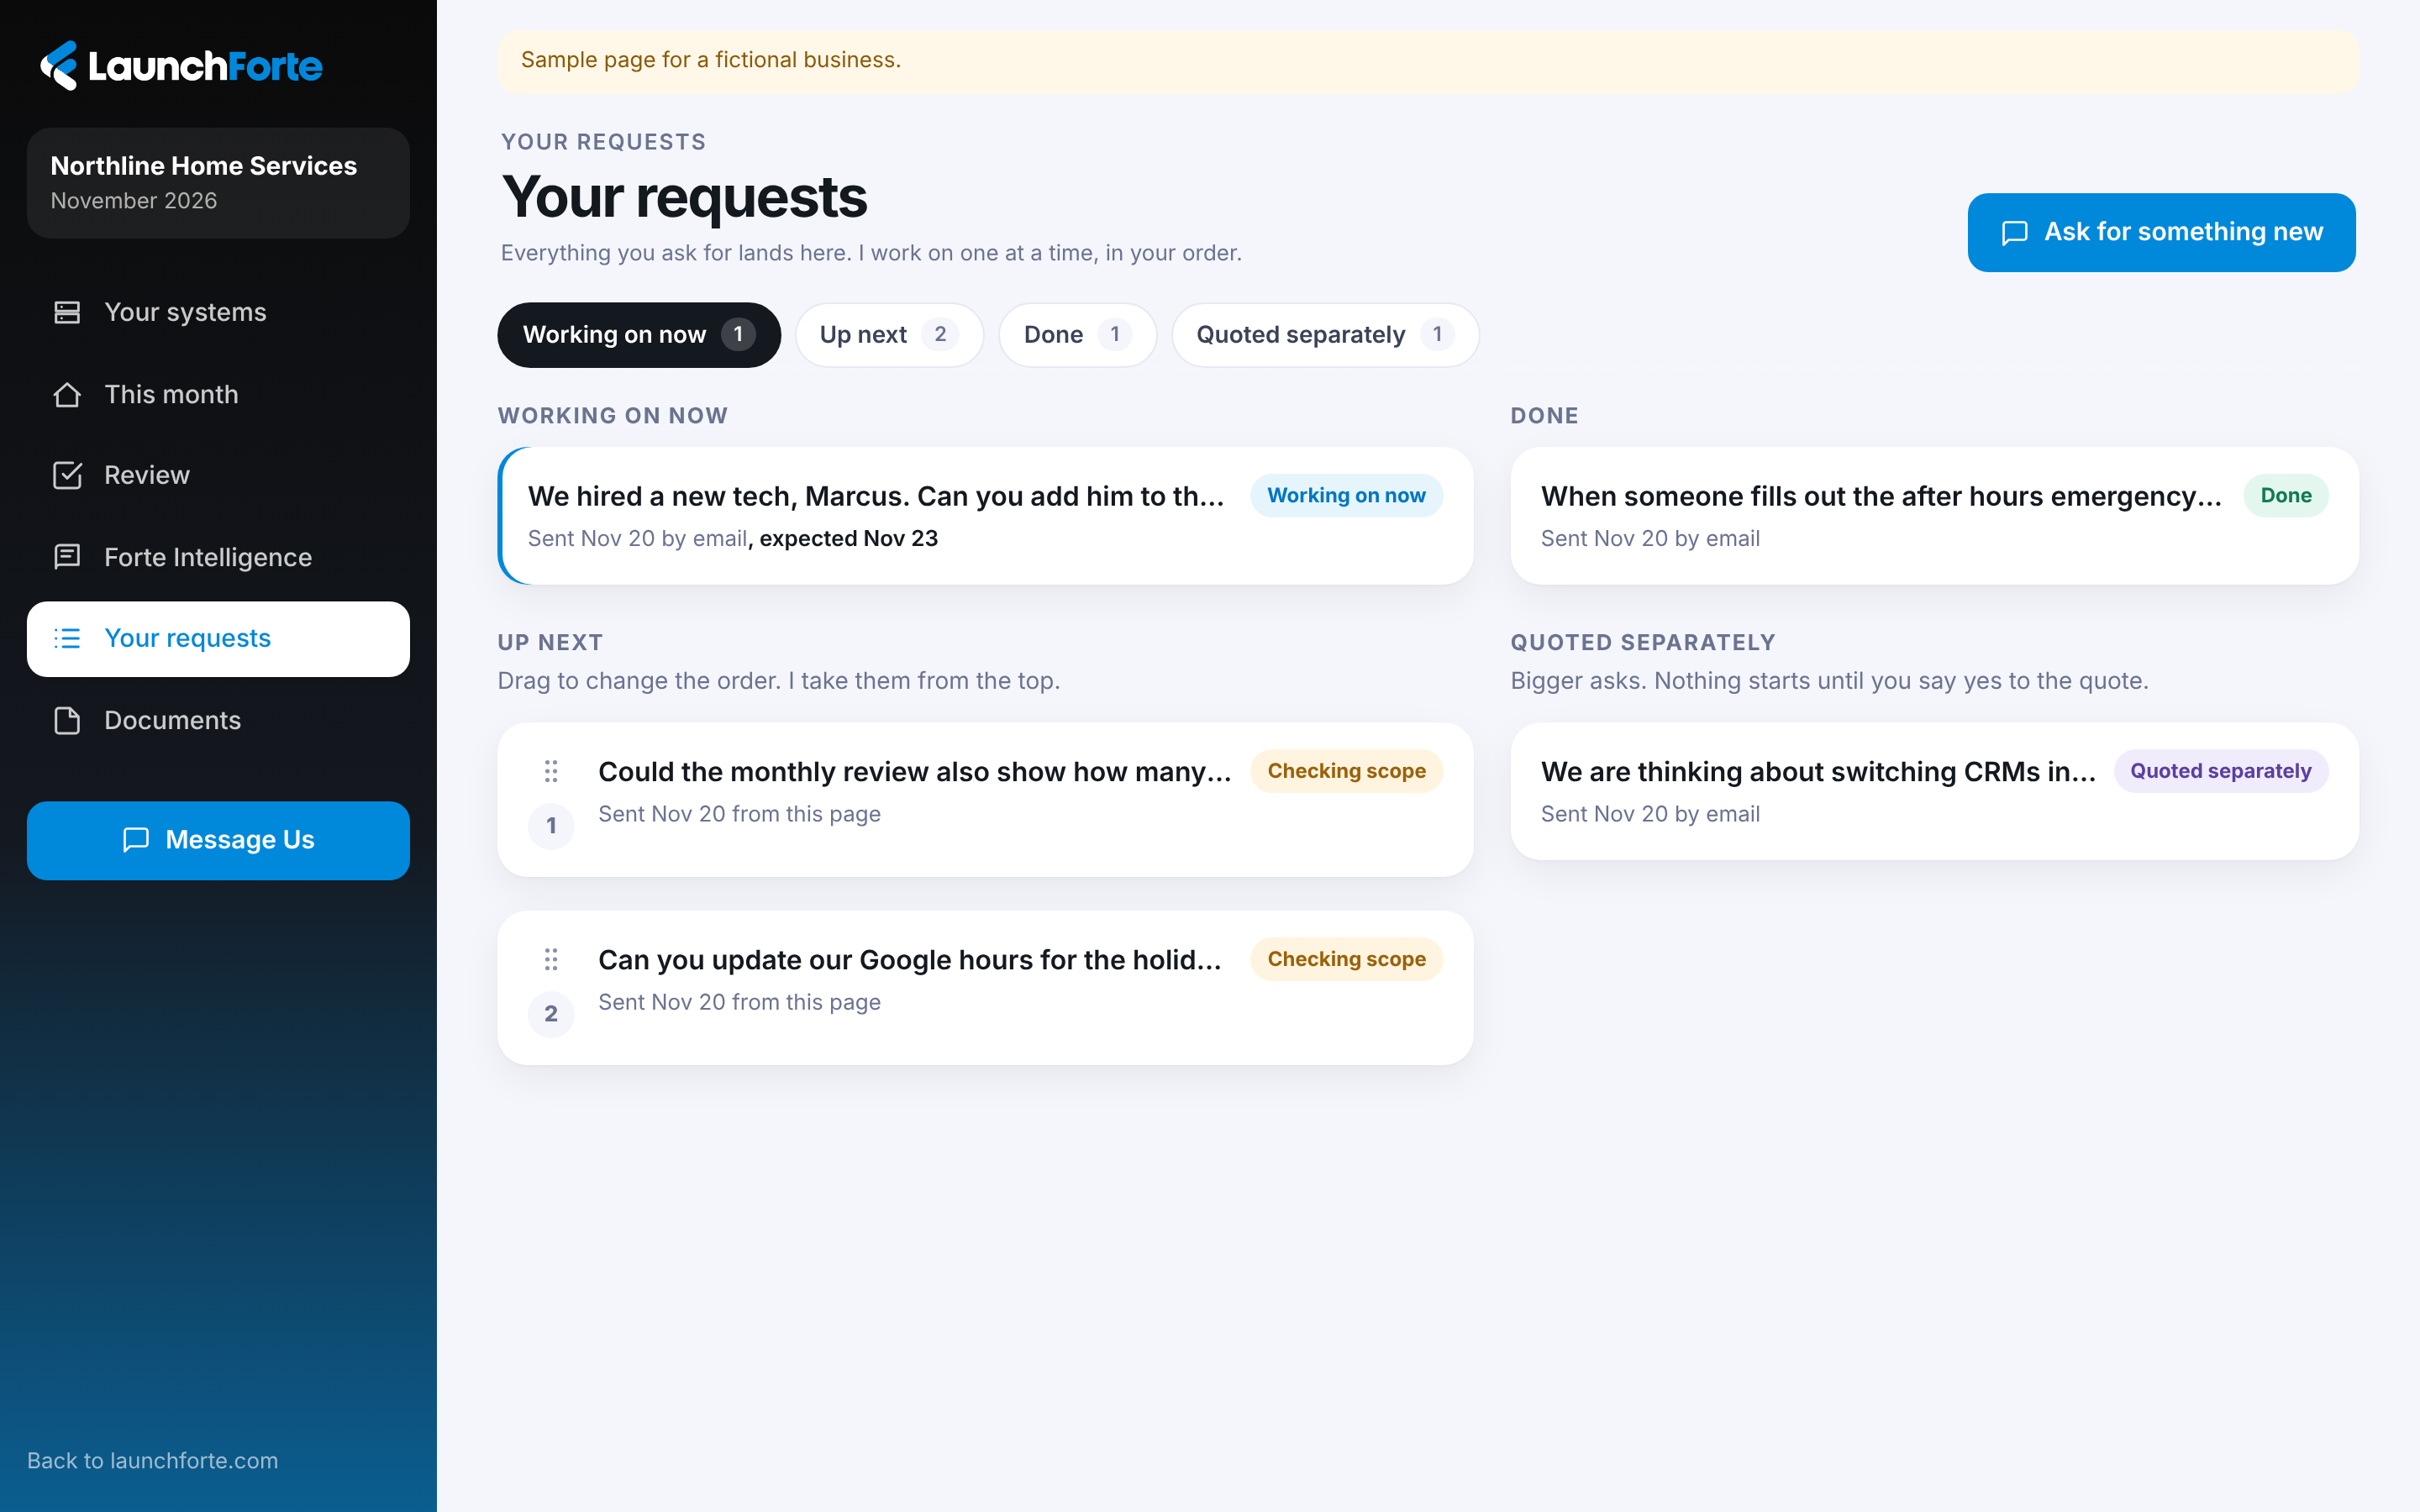 LaunchForte
Northline Home Services
November 2026
Your systems
This month
Review
Forte Intelligence
Your requests
Documents
Message Us
Back to launchforte.com
Sample page for a fictional business.
YOUR REQUESTS
Your requests
Everything you ask for lands here. I work on one at a time, in your order.
Ask for something new
Working on now 1
Up next 2
Done 1
Quoted separately 1
WORKING ON NOW
We hired a new tech, Marcus. Can you add him to th...
Working on now
Sent Nov 20 by email, expected Nov 23
UP NEXT
Drag to change the order. I take them from the top.
Could the monthly review also show how many...
Checking scope
Sent Nov 20 from this page
1
Can you update our Google hours for the holid...
Checking scope
Sent Nov 20 from this page
2
DONE
When someone fills out the after hours emergency...
Done
Sent Nov 20 by email
QUOTED SEPARATELY
Bigger asks. Nothing starts until you say yes to the quote.
We are thinking about switching CRMs in...
Quoted separately
Sent Nov 20 by email